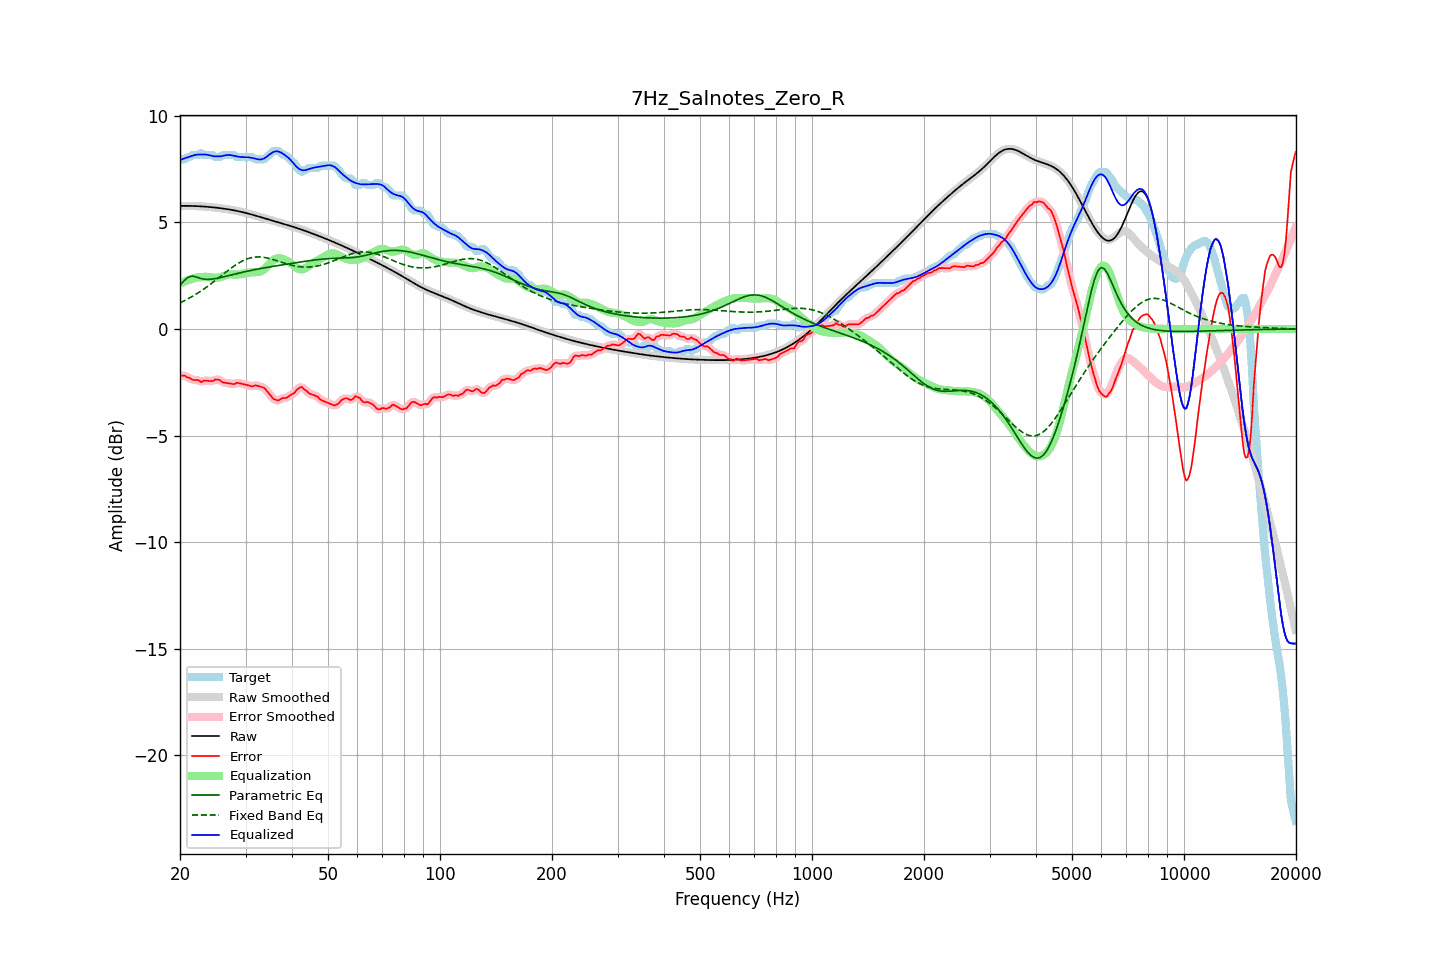 7Hz_Salnotes_Zero_R
10
5
0
−5
−10
−15
−20
Amplitude (dBr)
Target
Raw Smoothed
Error Smoothed
Raw
Error
Equalization
Parametric Eq
Fixed Band Eq
Equalized
20 50 100 200 500 1000 2000 5000 10000 20000
Frequency (Hz)